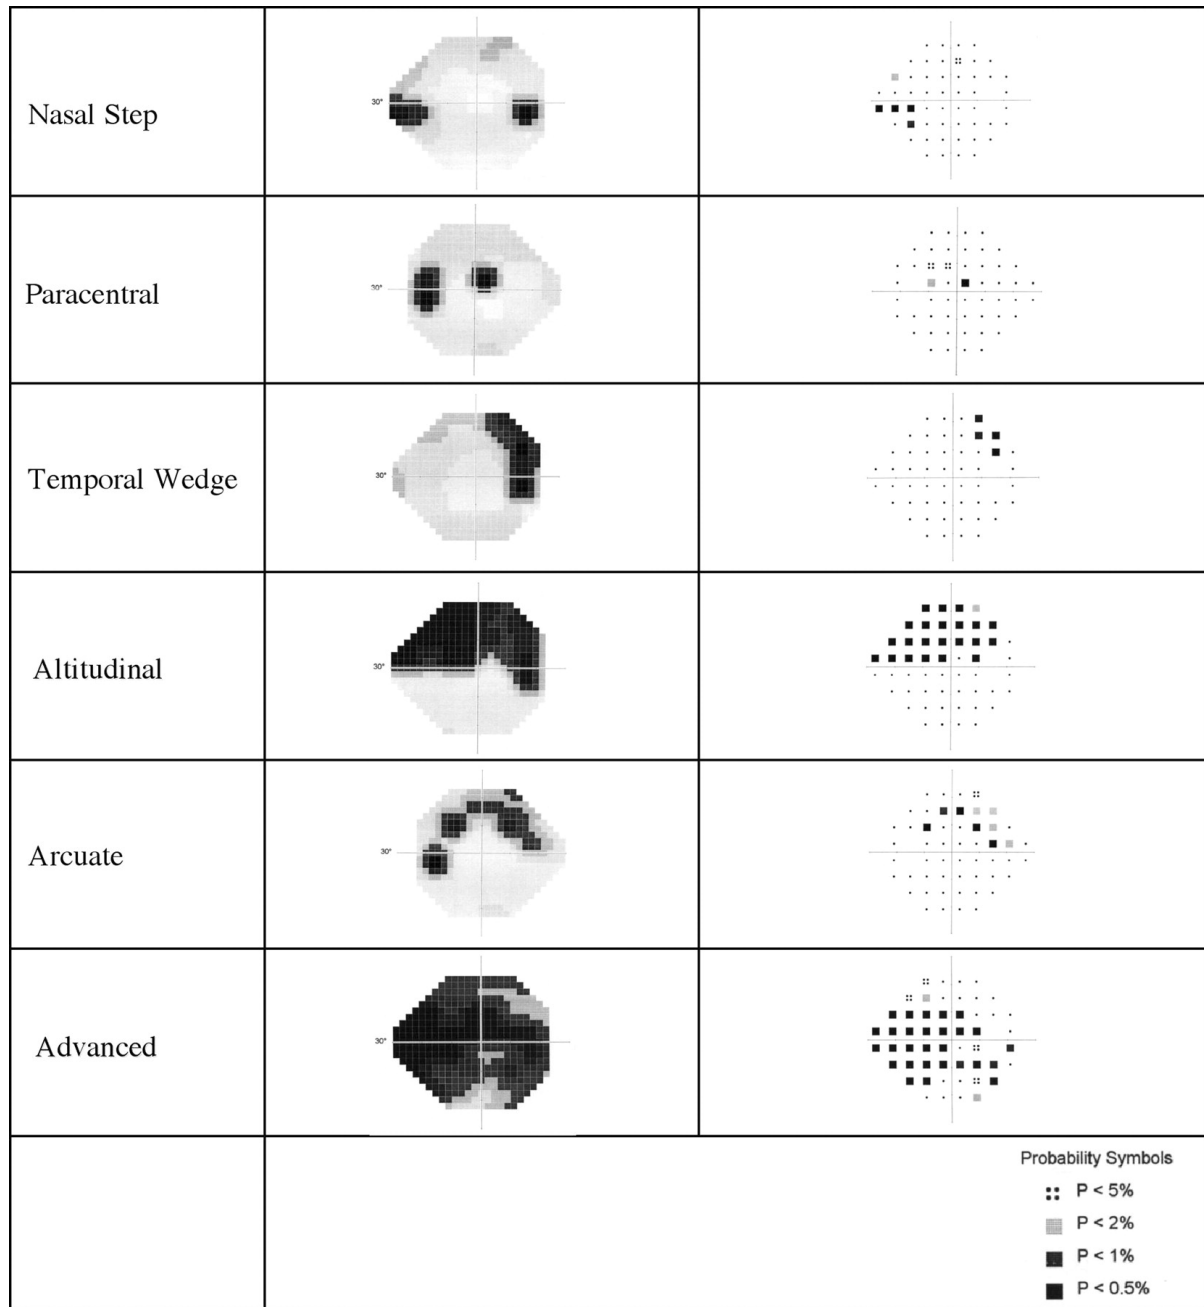 Nasal Step
30°
Paracentral
30°
Temporal Wedge
30°
Altitudinal
30°
Arcuate
30°
Advanced
30°
Probability Symbols
P < 5%
P < 2%
P < 1%
P < 0.5%